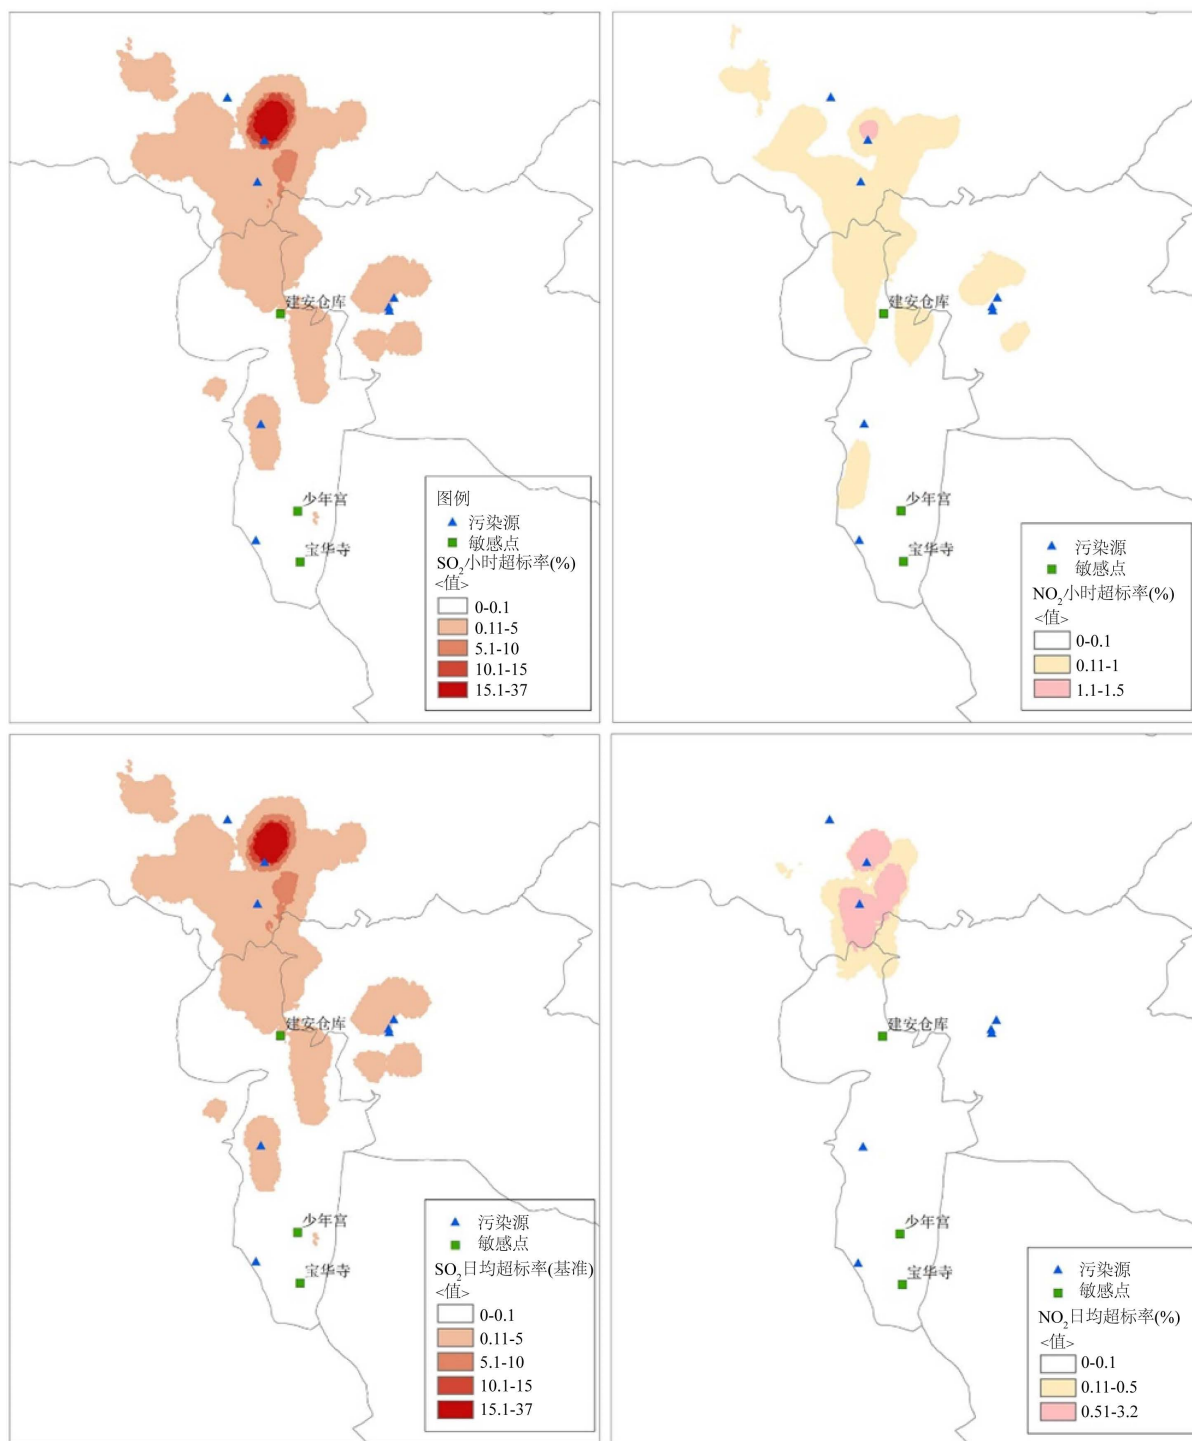 建安仓库
少年宫
宝华寺
图例
污染源
敏感点
SO₂小时超标率(%)
<值>
0-0.1
0.11-5
5.1-10
10.1-15
15.1-37
建安仓库
少年宫
宝华寺
污染源
敏感点
NO₂小时超标率(%)
<值>
0-0.1
0.11-1
1.1-1.5
建安仓库
少年宫
宝华寺
污染源
敏感点
SO₂日均超标率(基准)
<值>
0-0.1
0.11-5
5.1-10
10.1-15
15.1-37
建安仓库
少年宫
宝华寺
污染源
敏感点
NO₂日均超标率(%)
<值>
0-0.1
0.11-0.5
0.51-3.2